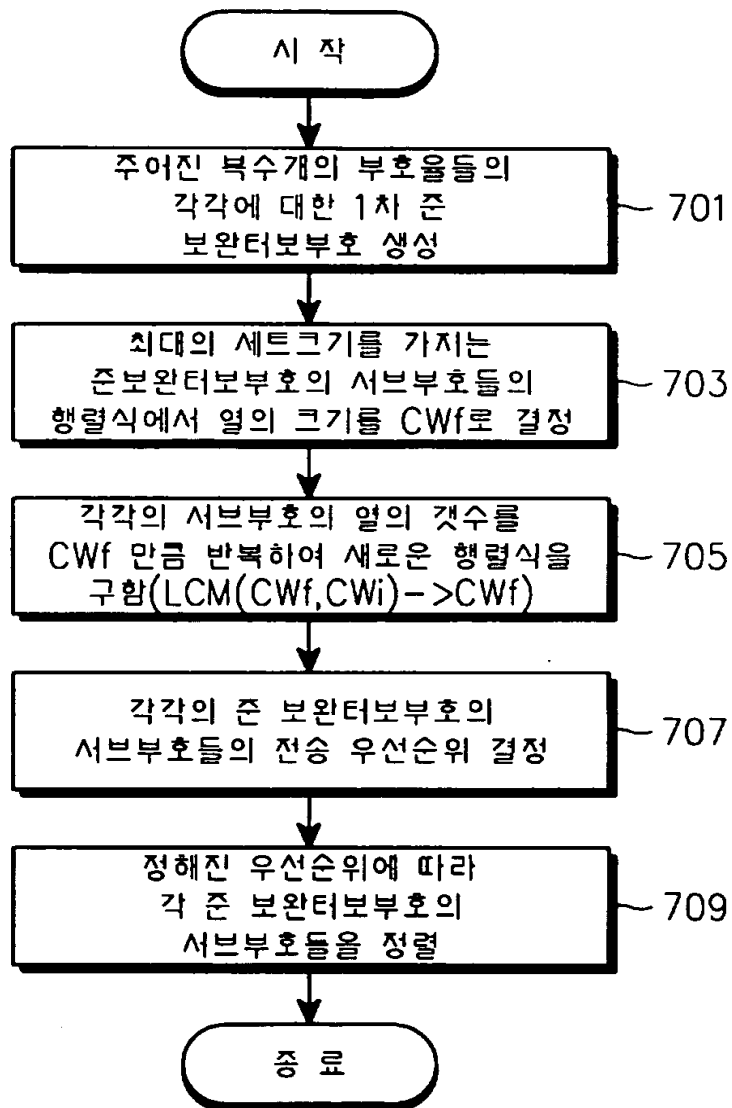 시 작
주어진 복수개의 부호율들의
각각에 대한 1차 준
보완터보부호 생성
701
최대의 세트크기를 가지는
준보완터보부호의 서브부호들의
행렬식에서 열의 크기를 CWf로 결정
703
각각의 서브부호의 열의 갯수를
CWf 만큼 반복하여 새로운 행렬식을
구함(LCM(CWf,CWi)->CWf)
705
각각의 준 보완터보부호의
서브부호들의 전송 우선순위 결정
707
정해진 우선순위에 따라
각 준 보완터보부호의
서브부호들을 정렬
709
종 료